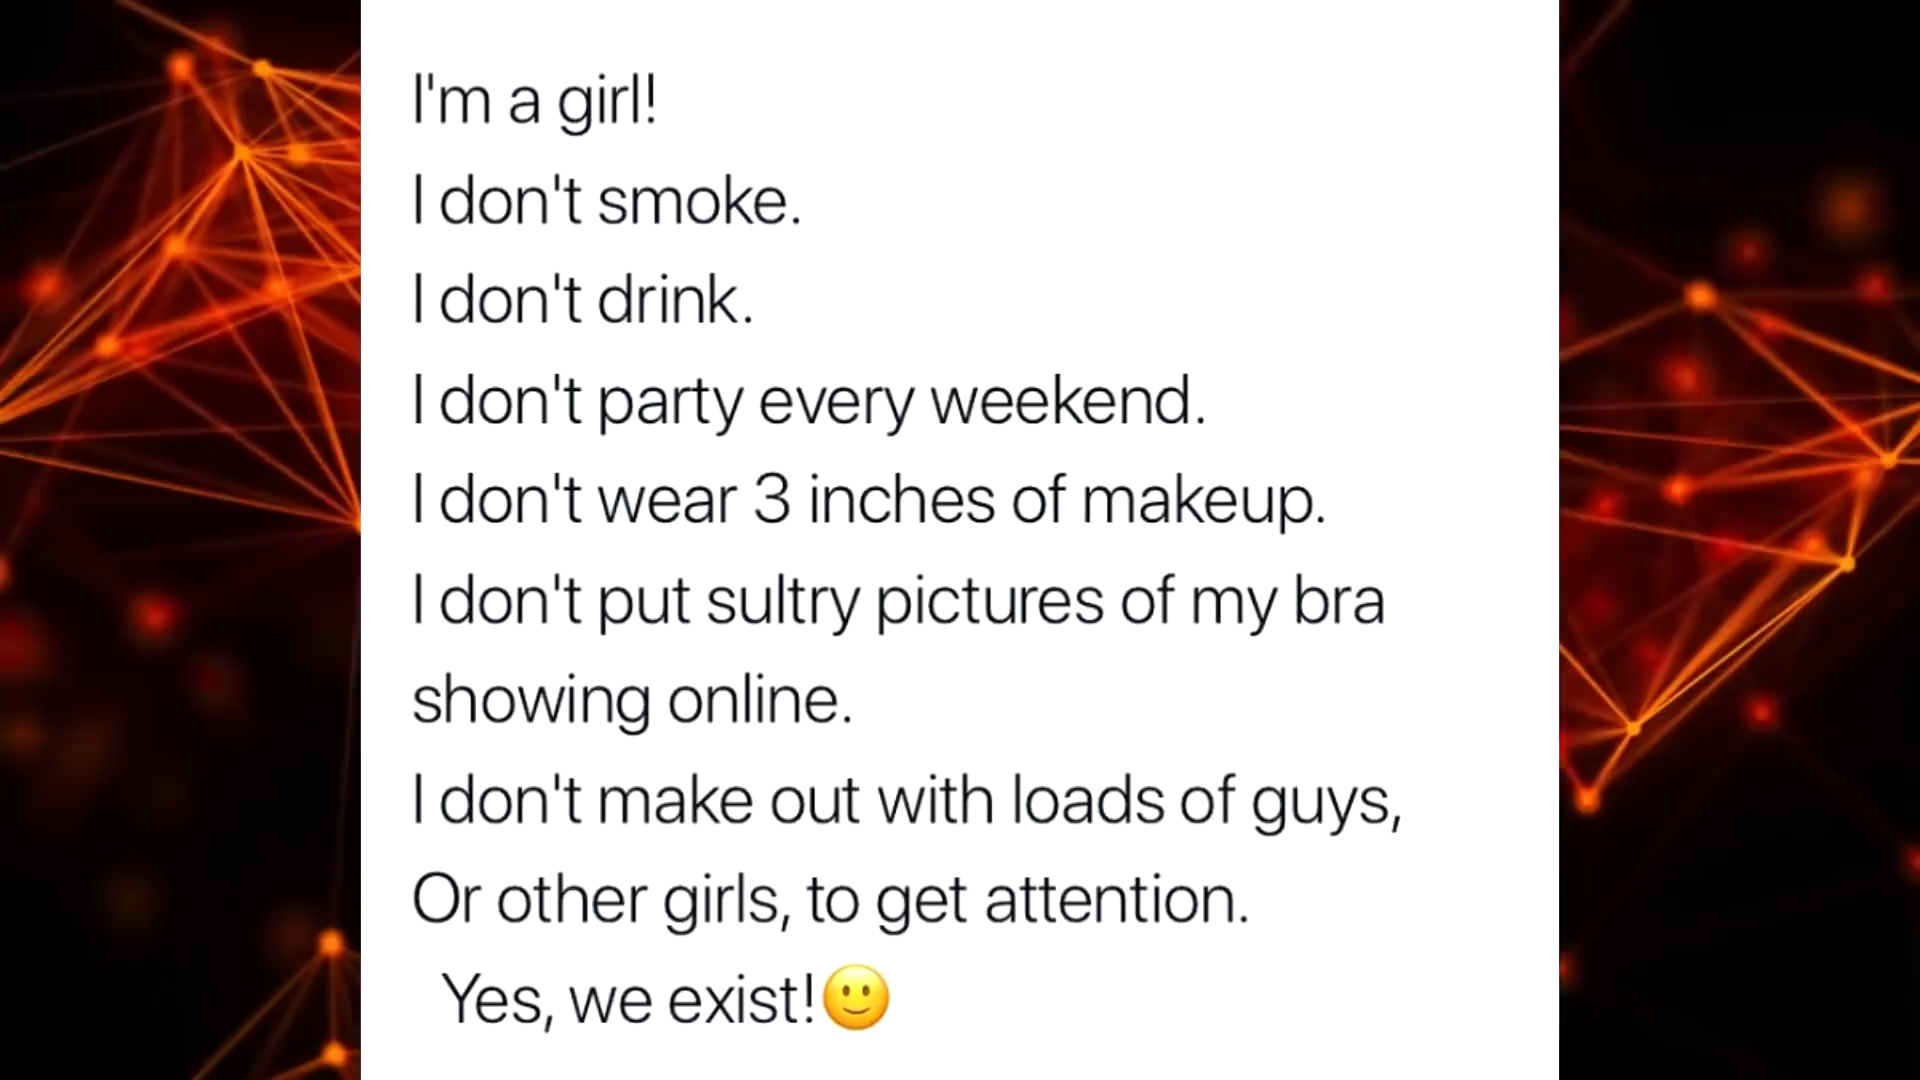 I'm a girl!
I don't smoke.
I don't drink.
I don't party every weekend.
I don't wear 3 inches of makeup.
I don't put sultry pictures of my bra
showing online.
I don't make out with loads of guys,
Or other girls, to get attention.
Yes, we exist!🙂